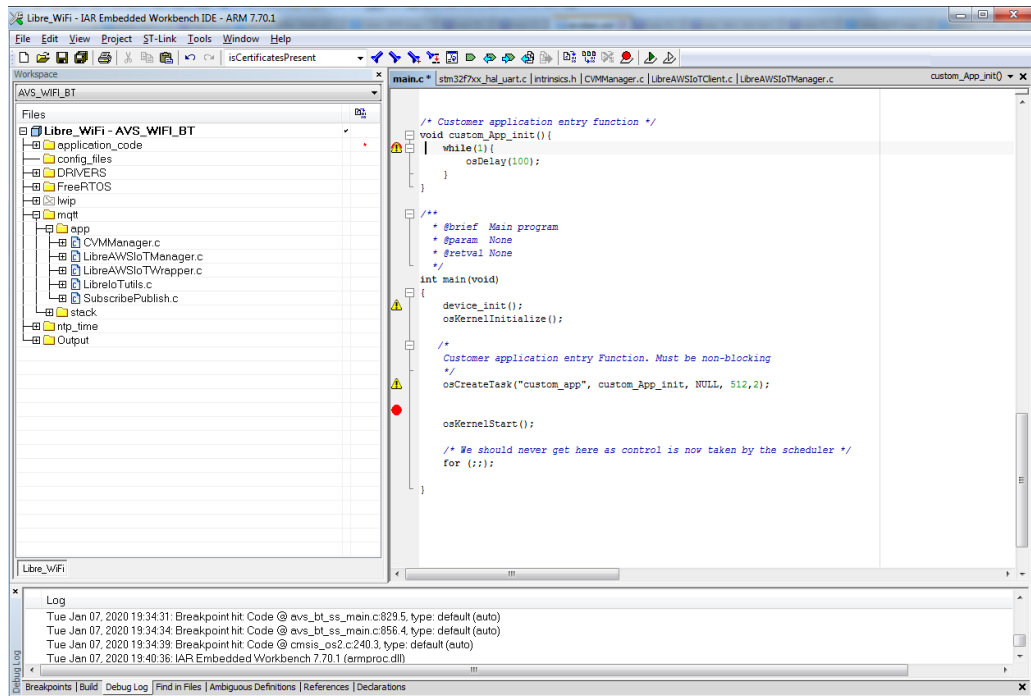 Libre_WiFi - IAR Embedded Workbench IDE - ARM 7.70.1
File Edit View Project ST-Link Tools Window Help
isCertificatesPresent
Workspace
AVS_WIFI_BT
Files
Libre_WiFi - AVS_WIFI_BT
application_code
config_files
DRIVERS
FreeRTOS
lwip
mqtt
app
CVMManager.c
LibreAWSIoTManager.c
LibreAWSIoTWrapper.c
LibreIoTutils.c
SubscribePublish.c
stack
ntp_time
Output
Libre_WiFi
main.c * stm32f7xx_hal_uart.c | intrinsics.h | CVMManager.c | LibreAWSIoTClient.c | LibreAWSIoTManager.c
custom_App_init()
/* Customer application entry function */
void custom_App_init(){
while(1){
osDelay(100);
}
}
/**
* @brief Main program
* @param None
* @retval None
*/
int main(void)
{
device_init();
osKernelInitialize();
/*
Customer application entry Function. Must be non-blocking
*/
osCreateTask("custom_app", custom_App_init, NULL, 512,2);
osKernelStart();
/* We should never get here as control is now taken by the scheduler */
for (;;);
}
Log
Tue Jan 07, 2020 19:34:31: Breakpoint hit: Code @ avs_bt_ss_main.c:829.5, type: default (auto)
Tue Jan 07, 2020 19:34:34: Breakpoint hit: Code @ avs_bt_ss_main.c:856.4, type: default (auto)
Tue Jan 07, 2020 19:34:39: Breakpoint hit: Code @ cmsis_os2.c:240.3, type: default (auto)
Tue Jan 07, 2020 19:40:36: IAR Embedded Workbench 7.70.1 (armproc.dll)
Debug Log
Breakpoints | Build | Debug Log | Find in Files | Ambiguous Definitions | References | Declarations